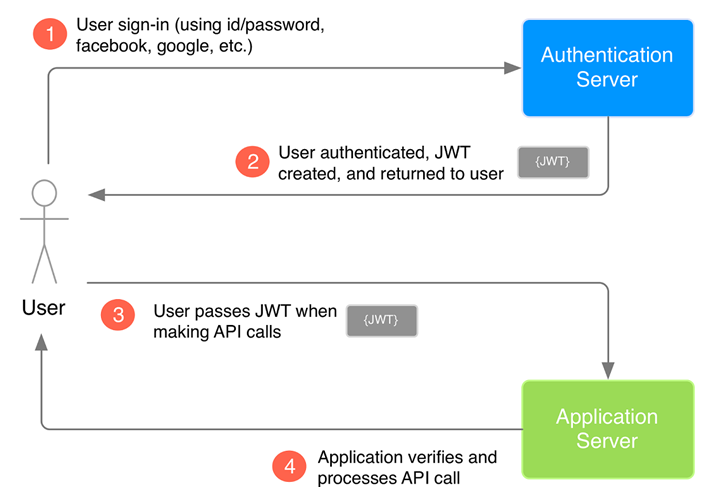 1
User sign-in (using id/password,
facebook, google, etc.)
Authentication
Server
2
User authenticated, JWT
created, and returned to user
{JWT}
User
3
User passes JWT when
making API calls
{JWT}
Application
Server
4
Application verifies and
processes API call